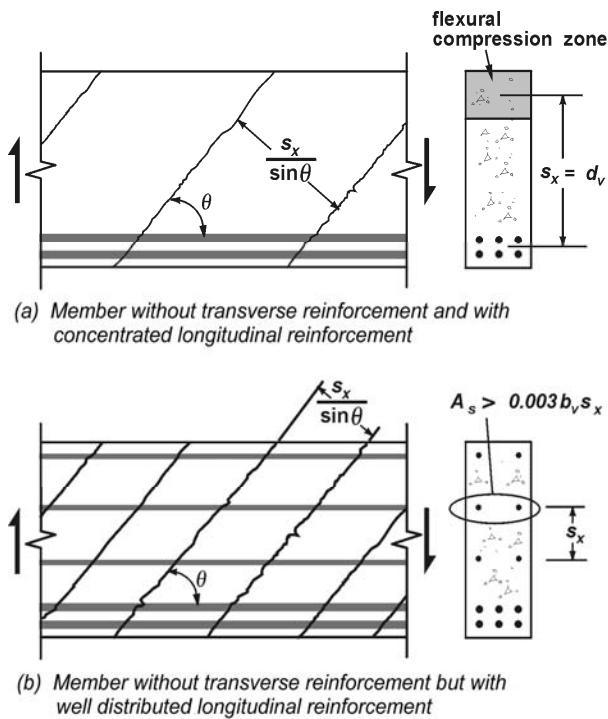 flexural
compression zone
s_x
sinθ
θ
s_x = d_v
(a) Member without transverse reinforcement and with
concentrated longitudinal reinforcement
s_x
sinθ
A_s > 0.003 b_v s_x
θ
s_x
(b) Member without transverse reinforcement but with
well distributed longitudinal reinforcement